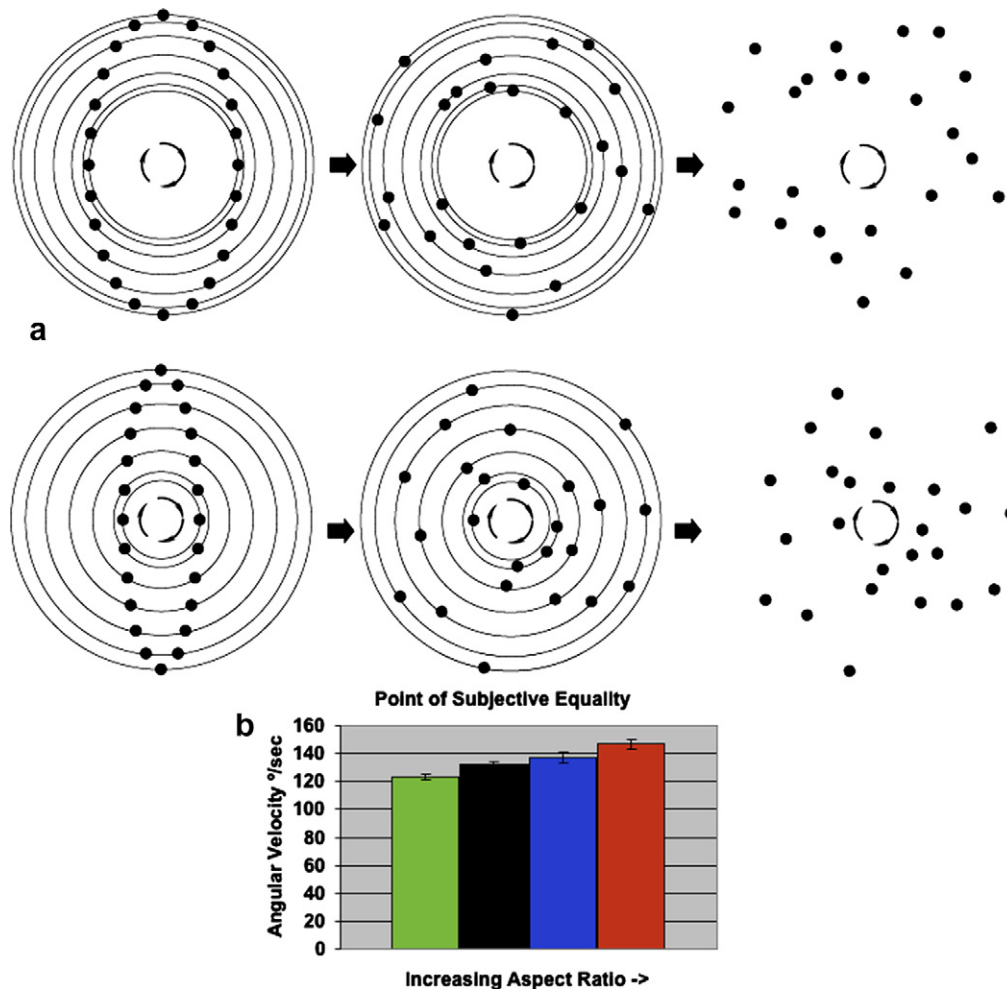 a
Point of Subjective Equality
b
Angular Velocity º/sec
160
140
120
100
80
60
40
20
0
Increasing Aspect Ratio ->